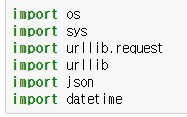 import os
import sys
import urllib.request
import urllib
import json
import datetime